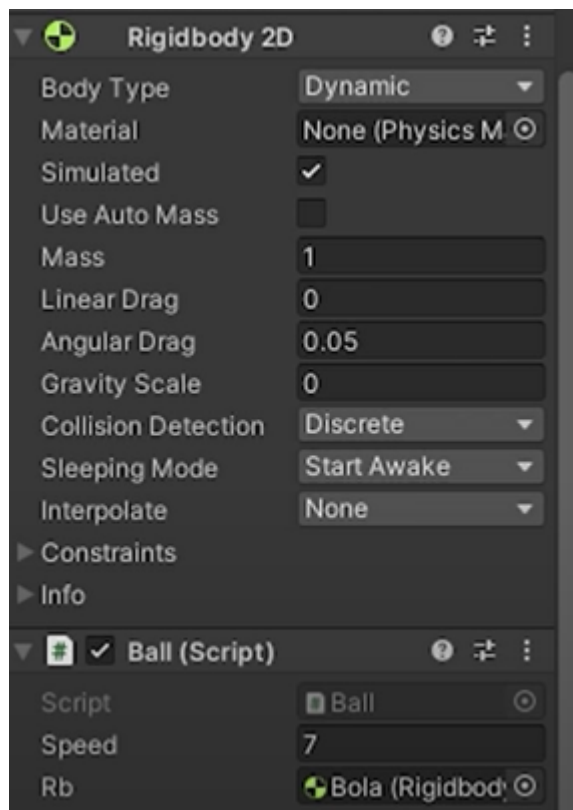 Rigidbody 2D
Body Type Dynamic
Material None (Physics M
Simulated
Use Auto Mass
Mass 1
Linear Drag 0
Angular Drag 0.05
Gravity Scale 0
Collision Detection Discrete
Sleeping Mode Start Awake
Interpolate None
Constraints
Info
# Ball (Script)
Script # Ball
Speed 7
Rb Bola (Rigidbody